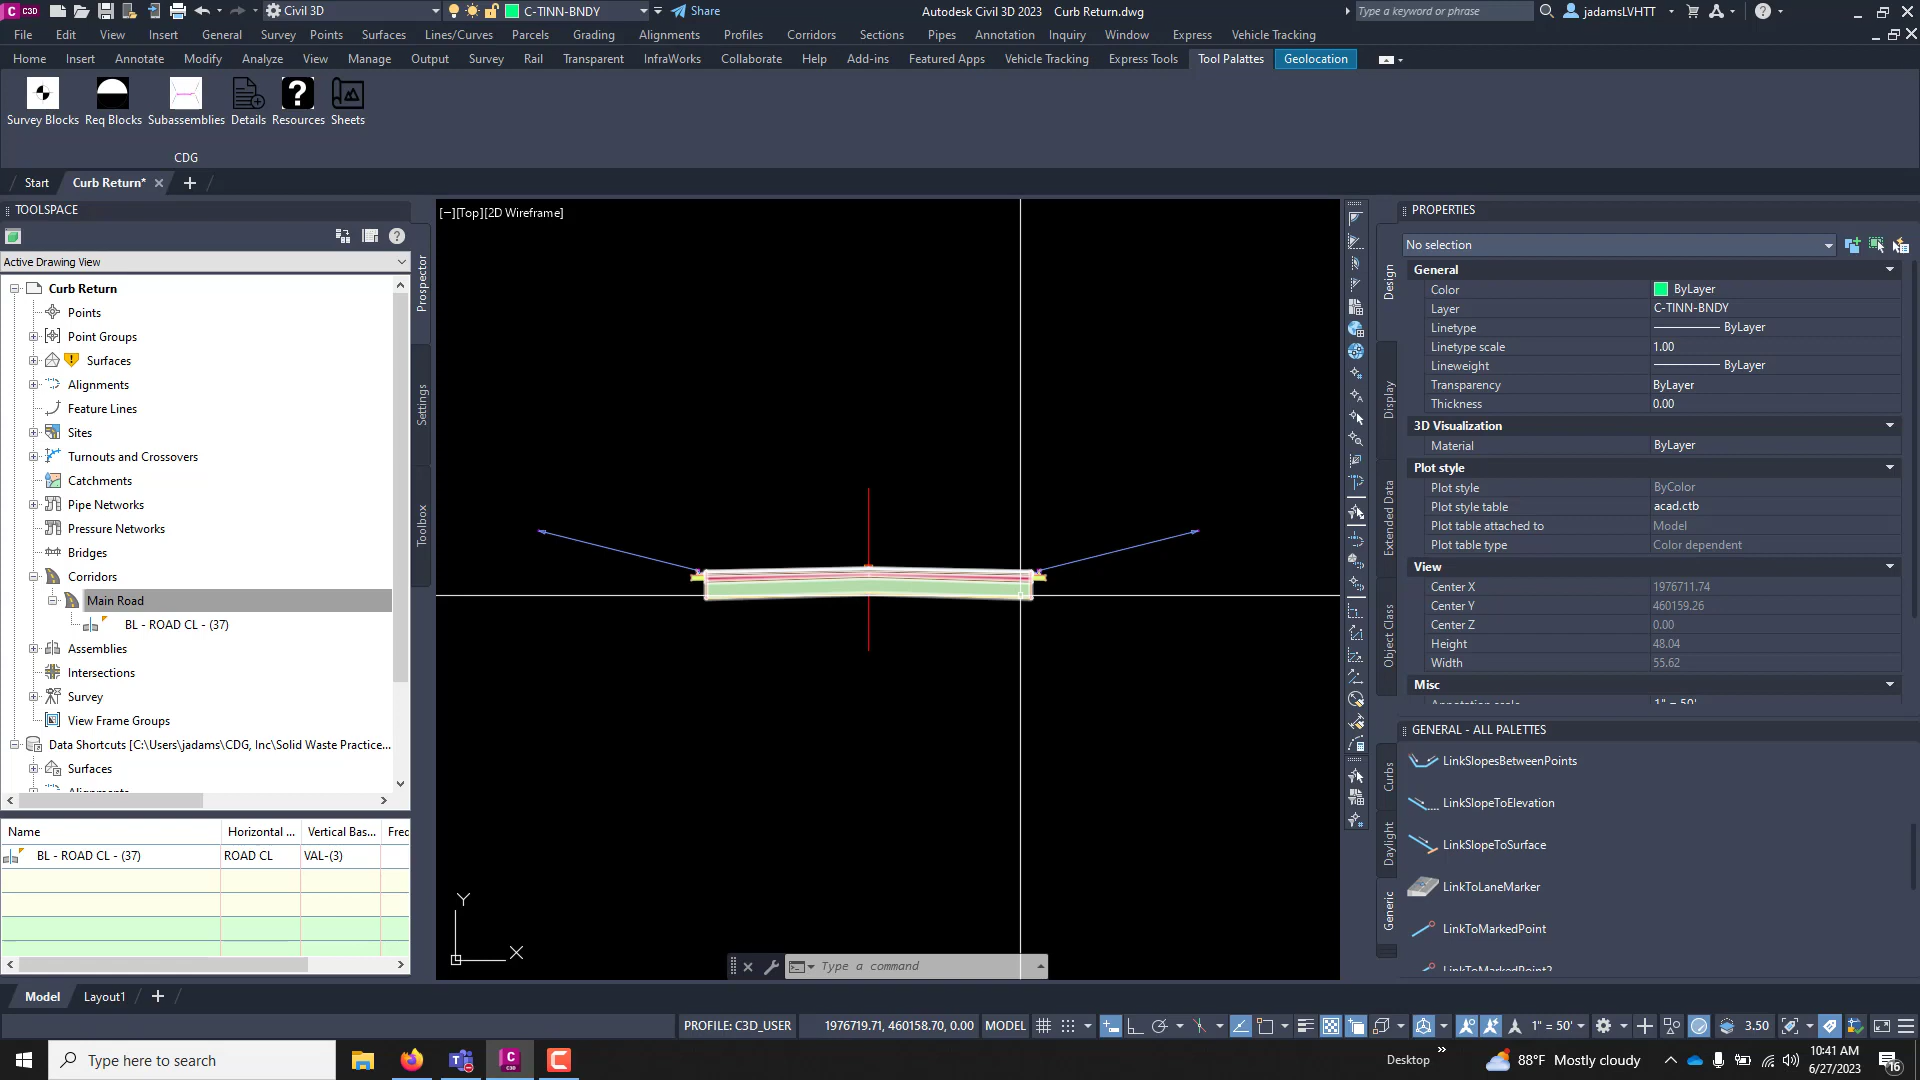 C3D
Civil 3D
C-TINN-BNDY
Share
Autodesk Civil 3D 2023 Curb Return.dwg
Type a keyword or phrase
jadamsLVHTT
File Edit View Insert General Survey Points Surfaces Lines/Curves Parcels Grading Alignments Profiles Corridors Sections Pipes Annotation Inquiry Window Express Vehicle Tracking
Home Insert Annotate Modify Analyze View Manage Output Survey Rail Transparent InfraWorks Collaborate Help Add-ins Featured Apps Vehicle Tracking Express Tools Tool Palettes Geolocation
Survey Blocks Req Blocks Subassemblies Details Resources Sheets
CDG
Start Curb Return*
TOOLSPACE
Active Drawing View
Curb Return
Points
Point Groups
Surfaces
Alignments
Feature Lines
Sites
Turnouts and Crossovers
Catchments
Pipe Networks
Pressure Networks
Bridges
Corridors
Main Road
BL - ROAD CL - (37)
Assemblies
Intersections
Survey
View Frame Groups
Data Shortcuts [C:\Users\jadams\CDG, Inc\Solid Waste Practice...
Surfaces
Alignments
Prospector
Settings
Toolbox
Name Horizontal ... Vertical Bas... Frec
BL - ROAD CL - (37) ROAD CL VAL-(3)
[−][Top][2D Wireframe]
Y
X
Type a command
PROPERTIES
No selection
General
Color ByLayer
Layer C-TINN-BNDY
Linetype ByLayer
Linetype scale 1.00
Lineweight ByLayer
Transparency ByLayer
Thickness 0.00
3D Visualization
Material ByLayer
Plot style
Plot style ByColor
Plot style table acad.ctb
Plot table attached to Model
Plot table type Color dependent
View
Center X 1976711.74
Center Y 460159.26
Center Z 0.00
Height 48.04
Width 55.62
Misc
Annotation scale 1" = 50'
Design
Display
Extended Data
Object Class
GENERAL - ALL PALETTES
LinkSlopesBetweenPoints
LinkSlopeToElevation
LinkSlopeToSurface
LinkToLaneMarker
LinkToMarkedPoint
LinkToMarkedPoint2
Curbs
Daylight
Generic
Model Layout1
PROFILE: C3D_USER 1976719.71, 460158.70, 0.00 MODEL 1" = 50' 3.50
Type here to search
Desktop
88°F Mostly cloudy
10:41 AM
6/27/2023
16